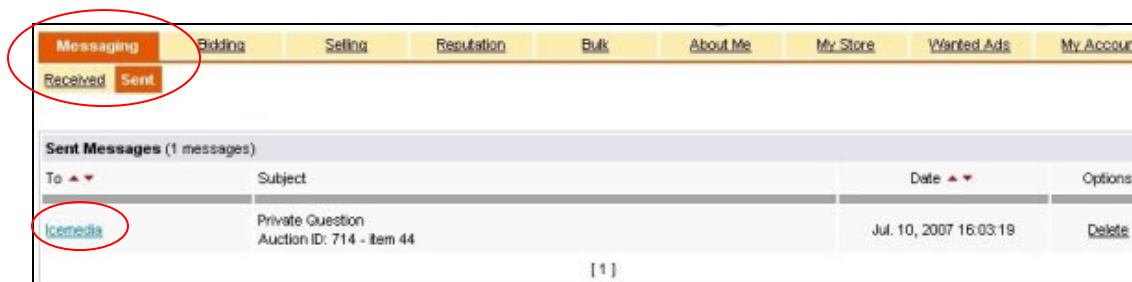 Messaging Bidding Selling Reputation Bulk About Me My Store Wanted Ads My Accoun
Received Sent
Sent Messages (1 messages)
To Subject Date Options
Icemedia Private Question Jul. 10, 2007 16:03:19 Delete
Auction ID: 714 - item 44
[ 1 ]